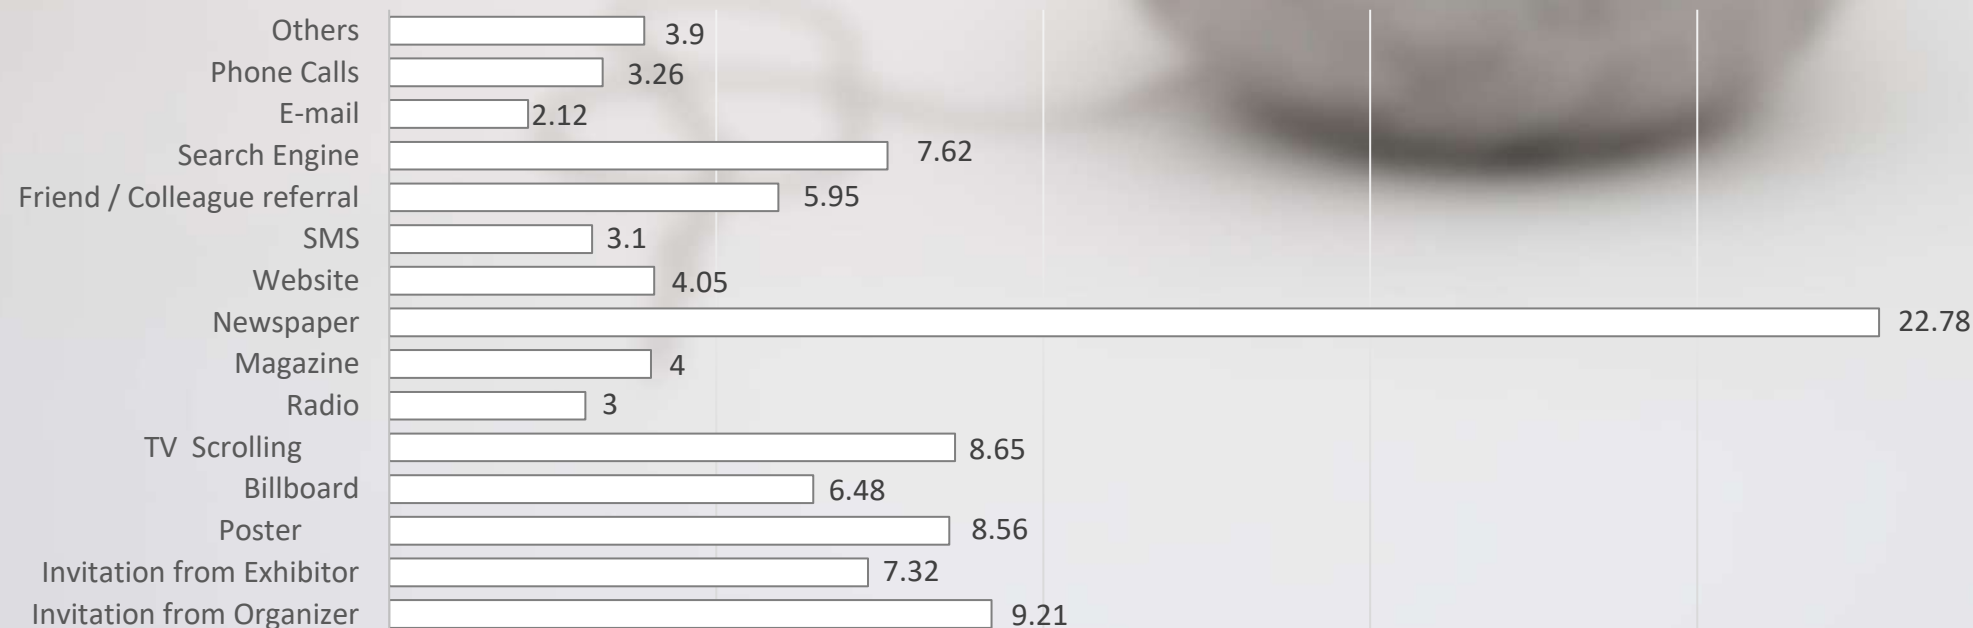 Others 3.9
Phone Calls 3.26
E-mail 2.12
Search Engine 7.62
Friend / Colleague referral 5.95
SMS 3.1
Website 4.05
Newspaper 22.78
Magazine 4
Radio 3
TV Scrolling 8.65
Billboard 6.48
Poster 8.56
Invitation from Exhibitor 7.32
Invitation from Organizer 9.21